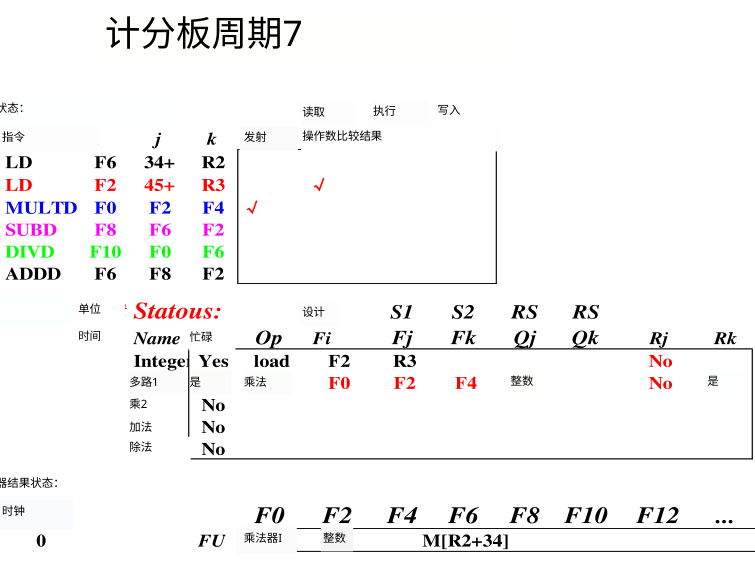 计分板周期7
状态：
读取 执行 写入
指令 j k 发射 操作数比较结果
LD F6 34+ R2
LD F2 45+ R3 √
MULTD F0 F2 F4 √
SUBD F8 F6 F2
DIVD F10 F0 F6
ADDD F6 F8 F2
单位 Statous: 设计 S1 S2 RS RS
时间 Name 忙碌 Op Fi Fj Fk Qj Qk Rj Rk
Integer Yes load F2 R3 No
多路1 是 乘法 F0 F2 F4 整数 No 是
乘2 No
加法 No
除法 No
器结果状态：
时钟 F0 F2 F4 F6 F8 F10 F12 ...
0 FU 乘法器I 整数 M[R2+34]